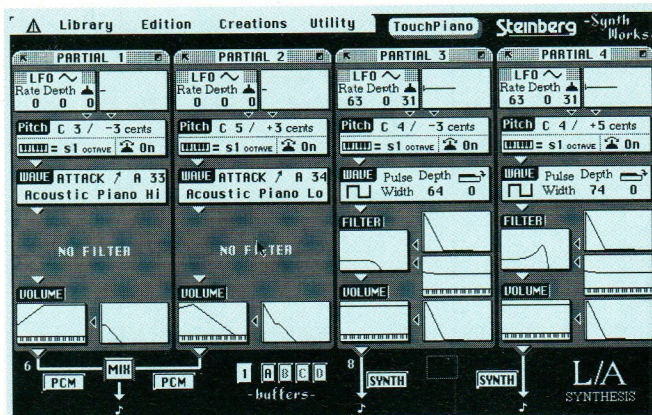 Library Edition Creations Utility TouchPiano Steinberg -Synth Works-
PARTIAL 1 PARTIAL 2 PARTIAL 3 PARTIAL 4
LFO LFO LFO LFO
Rate Depth Rate Depth Rate Depth Rate Depth
0 0 0 0 0 0 63 0 31 63 0 31
Pitch C 3 / -3 cents Pitch C 5 / +3 cents Pitch C 4 / -3 cents Pitch C 4 / +5 cents
= s1 OCTAVE On = s1 OCTAVE On = s1 OCTAVE On = s1 OCTAVE On
WAVE ATTACK A 33 WAVE ATTACK A 34 WAVE Pulse Depth WAVE Pulse Depth
Acoustic Piano Hi Acoustic Piano Lo Width 64 0 Width 74 0
FILTER FILTER
NO FILTER NO FILTER
VOLUME VOLUME VOLUME VOLUME
6 MIX 8
PCM PCM 1 A B C D SYNTH SYNTH L/A
-buffers- SYNTHESIS